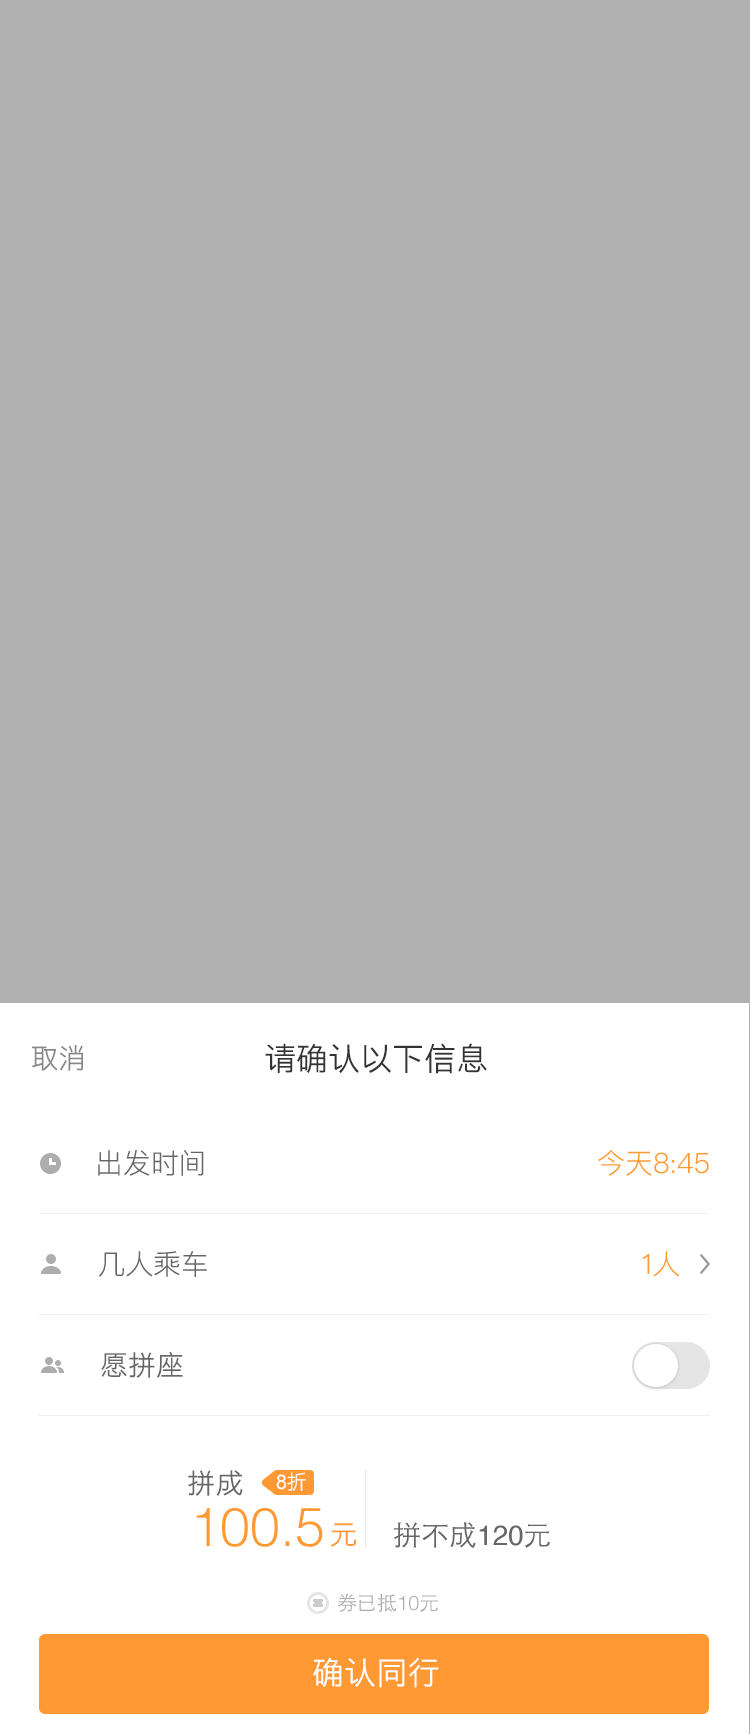 取消 请确认以下信息
出发时间 今天8:45
几人乘车 1人
愿拼座
拼成 8折
100.5元 拼不成120元
券已抵10元
确认同行